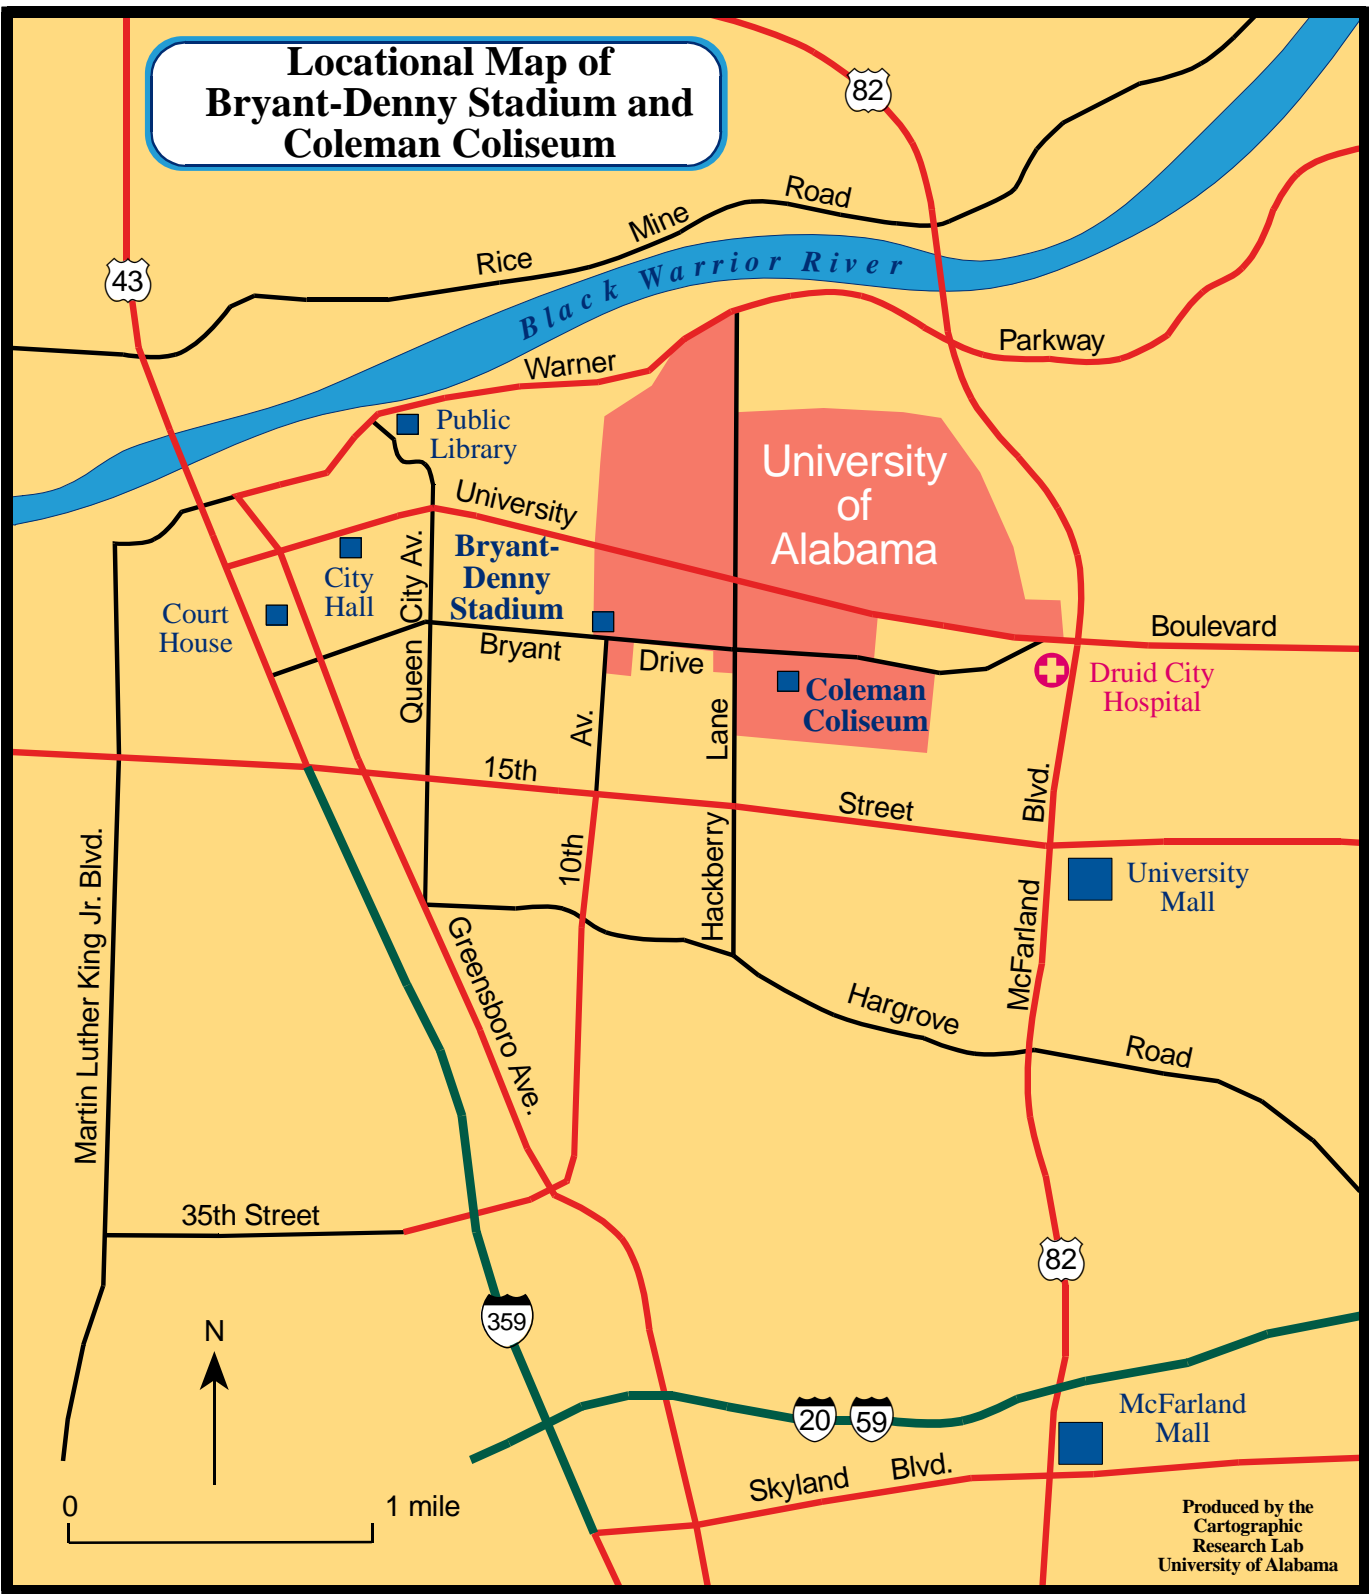 Locational Map of
Bryant-Denny Stadium and
Coleman Coliseum
82
43
Rice Mine Road
Black Warrior River
Warner Parkway
Public
Library
University Boulevard
University
of
Alabama
City
Hall
Court
House
Queen City Av.
Bryant-
Denny
Stadium
Bryant Drive
Coleman
Coliseum
Druid City
Hospital
10th Av.
Hackberry Lane
15th Street
McFarland Blvd.
University
Mall
Martin Luther King Jr. Blvd.
Greensboro Ave.
Hargrove Road
35th Street
82
359
N
20
59
McFarland
Mall
Skyland Blvd.
0 1 mile
Produced by the
Cartographic
Research Lab
University of Alabama